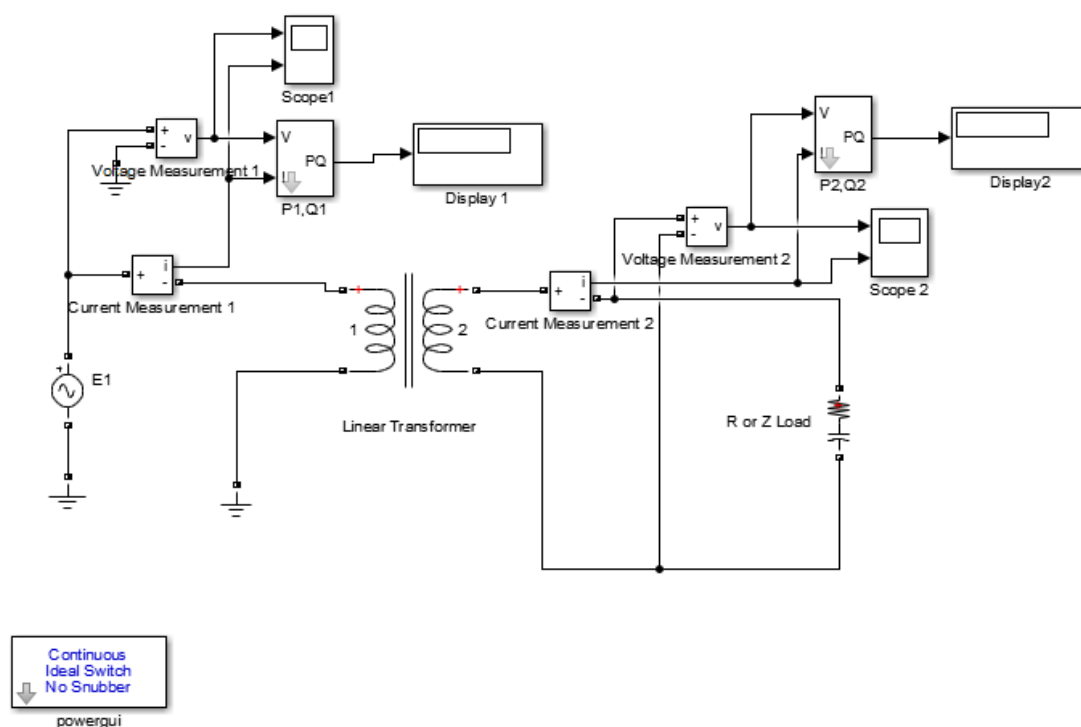 Scope1
+
-
v
Voltage Measurement 1
V
I
PQ
P1,Q1
Display 1
V
I
PQ
P2,Q2
Display2
+
-
v
Voltage Measurement 2
Scope 2
+
i
-
Current Measurement 1
+
1
2
+
+
i
-
Current Measurement 2
+
E1
Linear Transformer
R or Z Load
Continuous
Ideal Switch
No Snubber
powergui